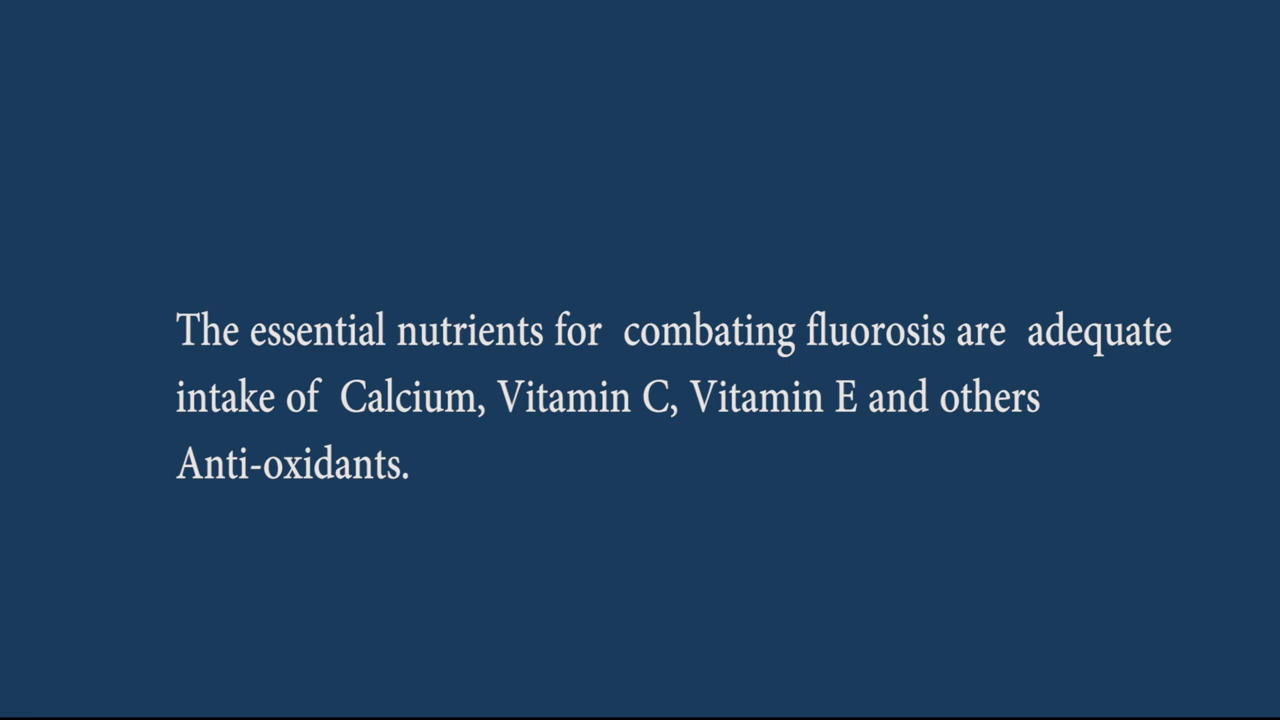 The essential nutrients for combating fluorosis are adequate
intake of Calcium, Vitamin C, Vitamin E and others
Anti-oxidants.